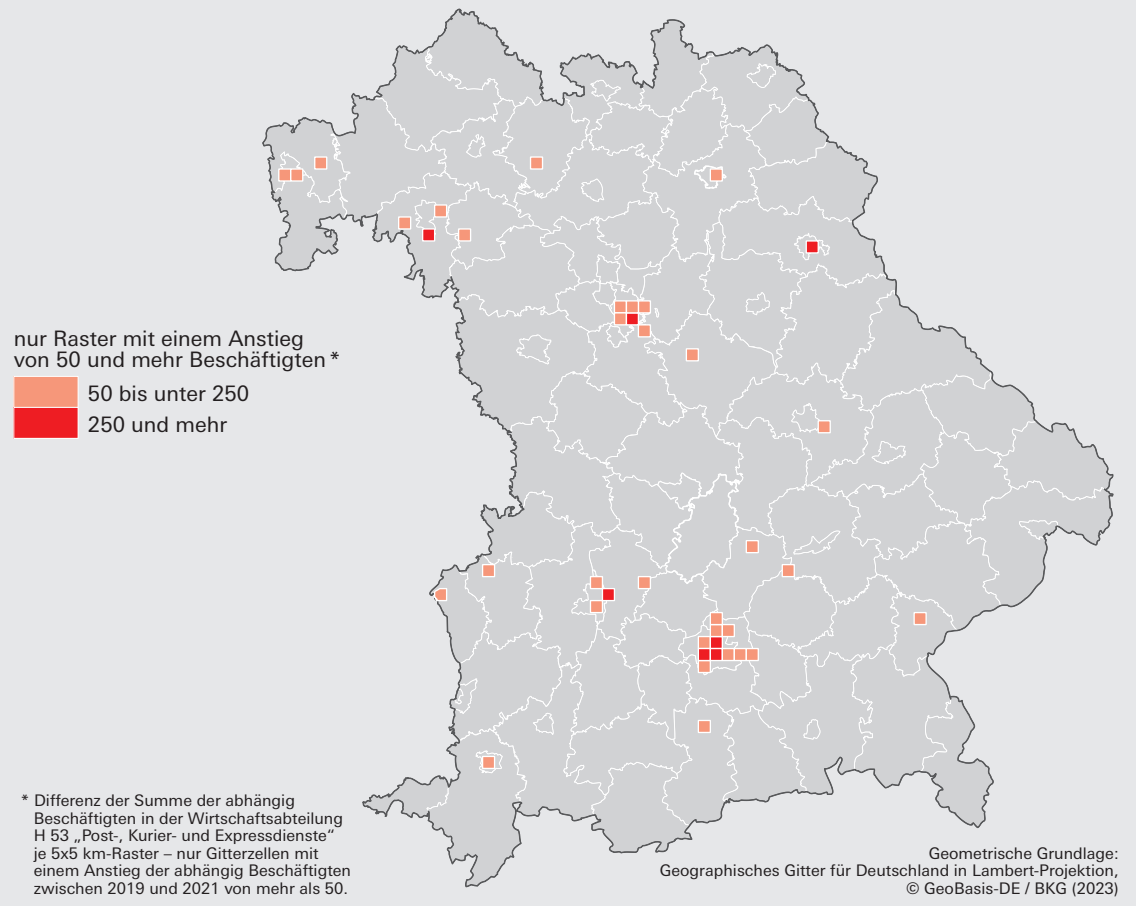 nur Raster mit einem Anstieg
von 50 und mehr Beschäftigten *
50 bis unter 250
250 und mehr
* Differenz der Summe der abhängig
Beschäftigten in der Wirtschaftsabteilung
H 53 „Post-, Kurier- und Expressdienste“
je 5x5 km-Raster – nur Gitterzellen mit
einem Anstieg der abhängig Beschäftigten
zwischen 2019 und 2021 von mehr als 50.
Geometrische Grundlage:
Geographisches Gitter für Deutschland in Lambert-Projektion,
© GeoBasis-DE / BKG (2023)